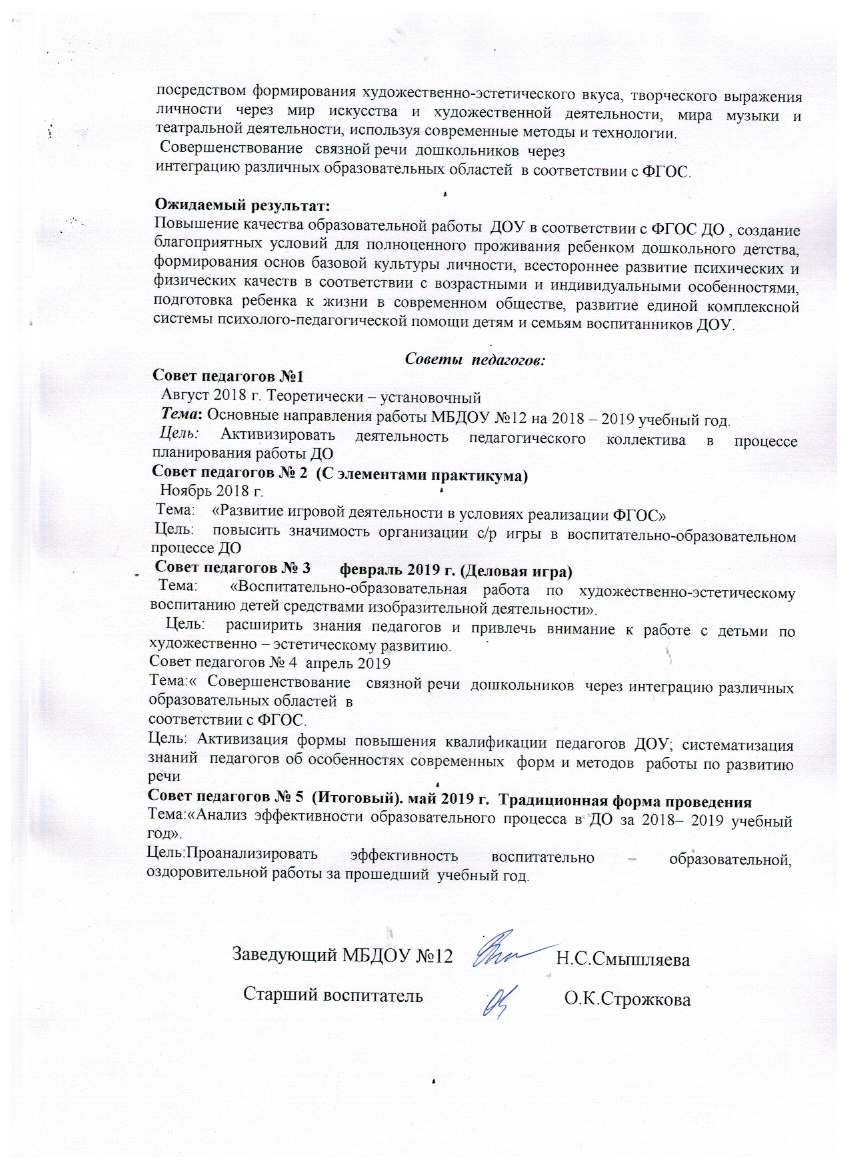 посредством формирования художественно-эстетического вкуса, творческого выражения
личности через мир искусства и художественной деятельности, мира музыки и
театральной деятельности, используя современные методы и технологии.
Совершенствование связной речи дошкольников через
интеграцию различных образовательных областей в соответствии с ФГОС.
Ожидаемый результат:
Повышение качества образовательной работы ДОУ в соответствии с ФГОС ДО , создание
благоприятных условий для полноценного проживания ребенком дошкольного детства,
формирования основ базовой культуры личности, всестороннее развитие психических и
физических качеств в соответствии с возрастными и индивидуальными особенностями,
подготовка ребенка к жизни в современном обществе, развитие единой комплексной
системы психолого-педагогической помощи детям и семьям воспитанников ДОУ.
Советы педагогов:
Совет педагогов №1
Август 2018 г. Теоретически – установочный
Тема: Основные направления работы МБДОУ №12 на 2018 – 2019 учебный год.
Цель: Активизировать деятельность педагогического коллектива в процессе
планирования работы ДО
Совет педагогов № 2 (С элементами практикума)
Ноябрь 2018 г.
Тема: «Развитие игровой деятельности в условиях реализации ФГОС»
Цель: повысить значимость организации с/р игры в воспитательно-образовательном
процессе ДО
Совет педагогов № 3 февраль 2019 г. (Деловая игра)
Тема: «Воспитательно-образовательная работа по художественно-эстетическому
воспитанию детей средствами изобразительной деятельности».
Цель: расширить знания педагогов и привлечь внимание к работе с детьми по
художественно – эстетическому развитию.
Совет педагогов № 4 апрель 2019
Тема:« Совершенствование связной речи дошкольников через интеграцию различных
образовательных областей в
соответствии с ФГОС.
Цель: Активизация формы повышения квалификации педагогов ДОУ; систематизация
знаний педагогов об особенностях современных форм и методов работы по развитию
речи
Совет педагогов № 5 (Итоговый). май 2019 г. Традиционная форма проведения
Тема:«Анализ эффективности образовательного процесса в ДО за 2018– 2019 учебный
год».
Цель:Проанализировать эффективность воспитательно – образовательной,
оздоровительной работы за прошедший учебный год.
Заведующий МБДОУ №12 Н.С.Смышляева
Старший воспитатель О.К.Строжкова